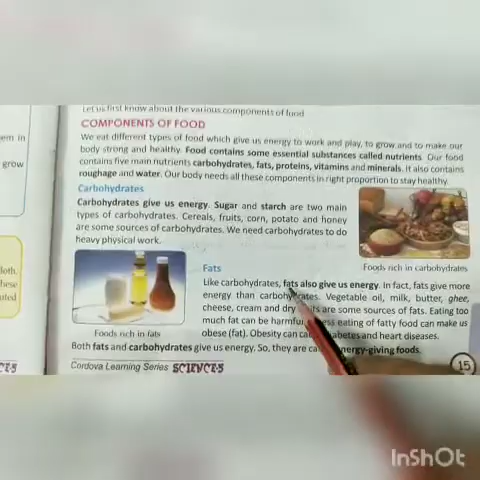 Let us first know about the various components of food
COMPONENTS OF FOOD
We eat different types of food which give us energy to work and play, to grow and to make our
body strong and healthy. Food contains some essential substances called nutrients. Our food
contains five main nutrients carbohydrates, fats, proteins, vitamins and minerals. It also contains
roughage and water. Our body needs all these components in right proportion to stay healthy.
Carbohydrates
Carbohydrates give us energy. Sugar and starch are two main
types of carbohydrates. Cereals, fruits, corn, potato and honey
are some sources of carbohydrates. We need carbohydrates to do
heavy physical work.
Foods rich in carbohydrates
Fats
Like carbohydrates, fats also give us energy. In fact, fats give more
energy than carbohydrates. Vegetable oil, milk, butter, ghee,
cheese, cream and dry are some sources of fats. Eating too
much fat can be harmful. eating of fatty food can make us
obese (fat). Obesity can and heart diseases.
Foods rich in fats
Both fats and carbohydrates give us energy. So, they are energy-giving foods.
Cordova Learning Series SCIENCE-5
15
em in
grow
InShOt